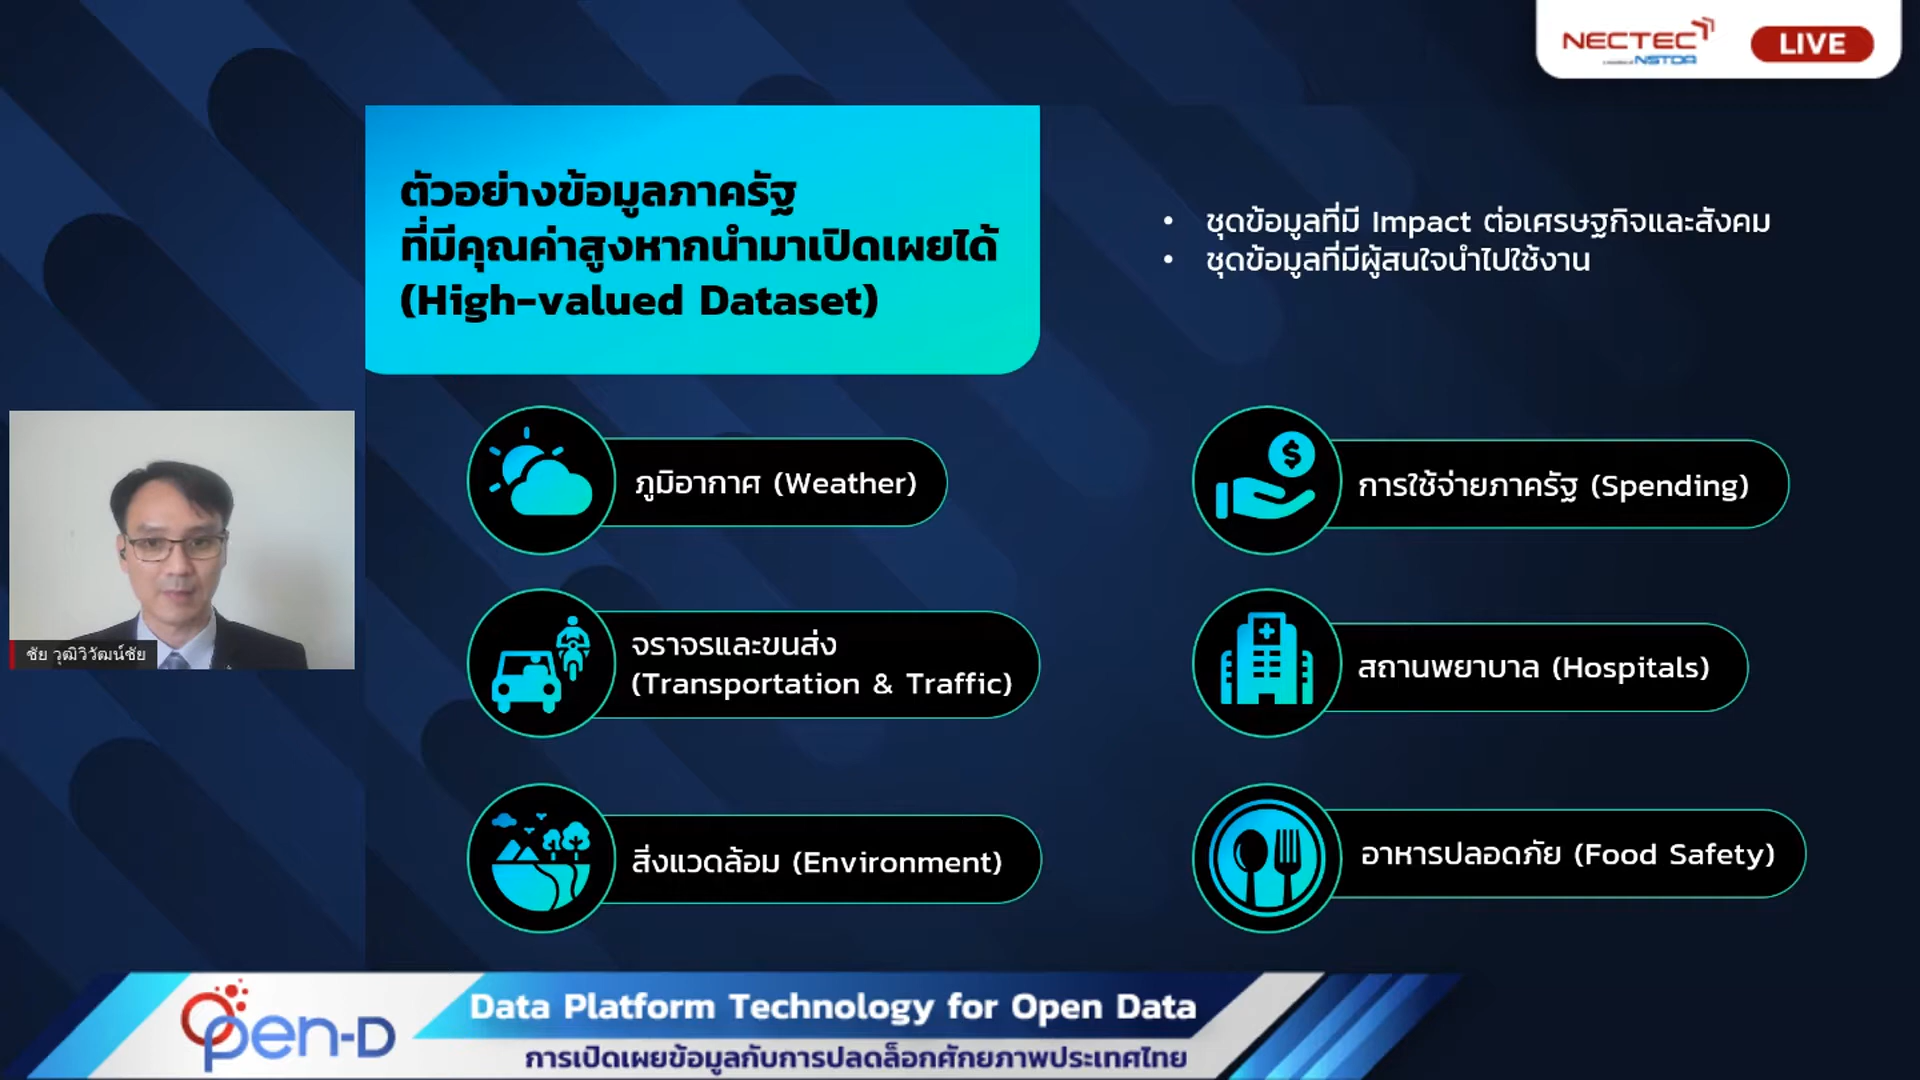 NECTEC
NSTDA
LIVE
ตัวอย่างข้อมูลภาครัฐ
ที่มีคุณค่าสูงหากนำมาเปิดเผยได้
(High-valued Dataset)
• ชุดข้อมูลที่มี Impact ต่อเศรษฐกิจและสังคม
• ชุดข้อมูลที่มีผู้สนใจนำไปใช้งาน
ภูมิอากาศ (Weather)
การใช้จ่ายภาครัฐ (Spending)
จราจรและขนส่ง
(Transportation & Traffic)
สถานพยาบาล (Hospitals)
สิ่งแวดล้อม (Environment)
อาหารปลอดภัย (Food Safety)
ชัย วุฒิวิวัฒน์ชัย
Open-D
Data Platform Technology for Open Data
การเปิดเผยข้อมูลกับการปลดล็อกศักยภาพประเทศไทย